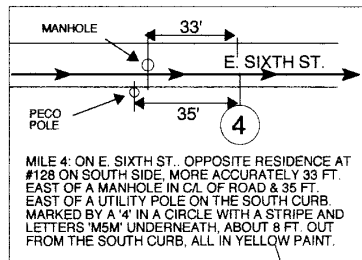 MANHOLE
33'
E. SIXTH ST.
PECO
POLE
35'
4
MILE 4: ON E. SIXTH ST.. OPPOSITE RESIDENCE AT
#128 ON SOUTH SIDE, MORE ACCURATELY 33 FT.
EAST OF A MANHOLE IN C/L OF ROAD & 35 FT.
EAST OF A UTILITY POLE ON THE SOUTH CURB.
MARKED BY A '4' IN A CIRCLE WITH A STRIPE AND
LETTERS 'M5M' UNDERNEATH, ABOUT 8 FT. OUT
FROM THE SOUTH CURB, ALL IN YELLOW PAINT.